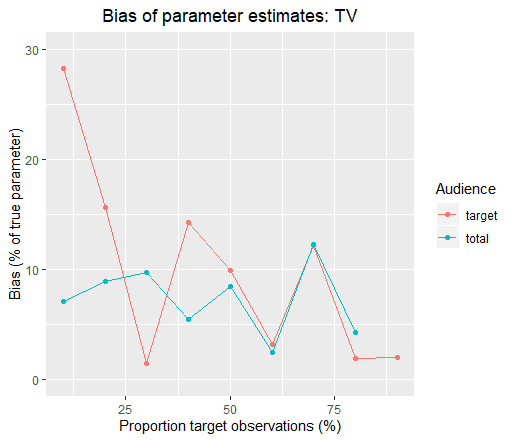 Bias of parameter estimates: TV
Bias (% of true parameter)
30
20
10
0
25
50
75
Proportion target observations (%)
Audience
target
total